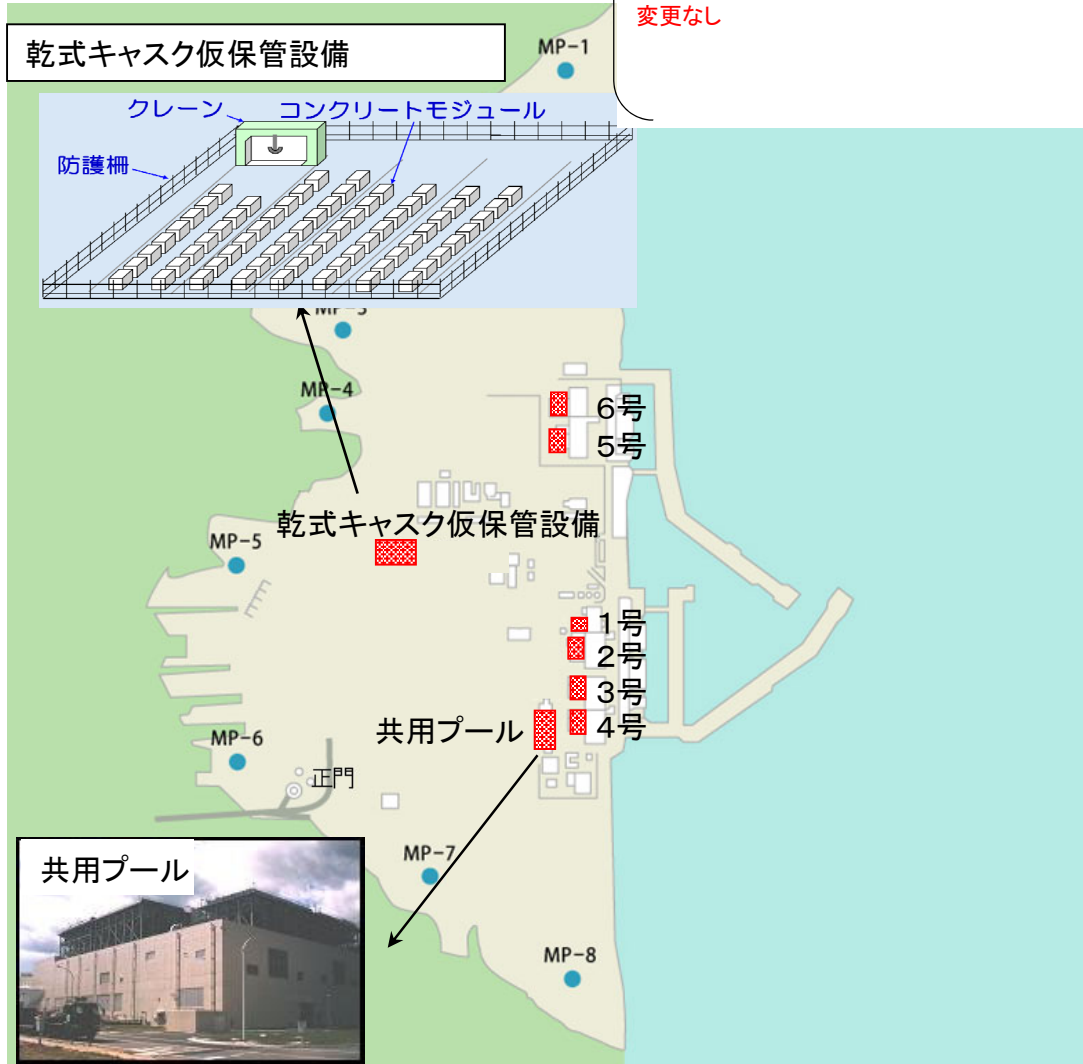 変更なし
乾式キャスク仮保管設備
MP-1
クレーン
コンクリートモジュール
防護柵
MP-3
MP-4
6号
5号
乾式キャスク仮保管設備
MP-5
1号
2号
3号
4号
共用プール
MP-6
正門
共用プール
MP-7
MP-8